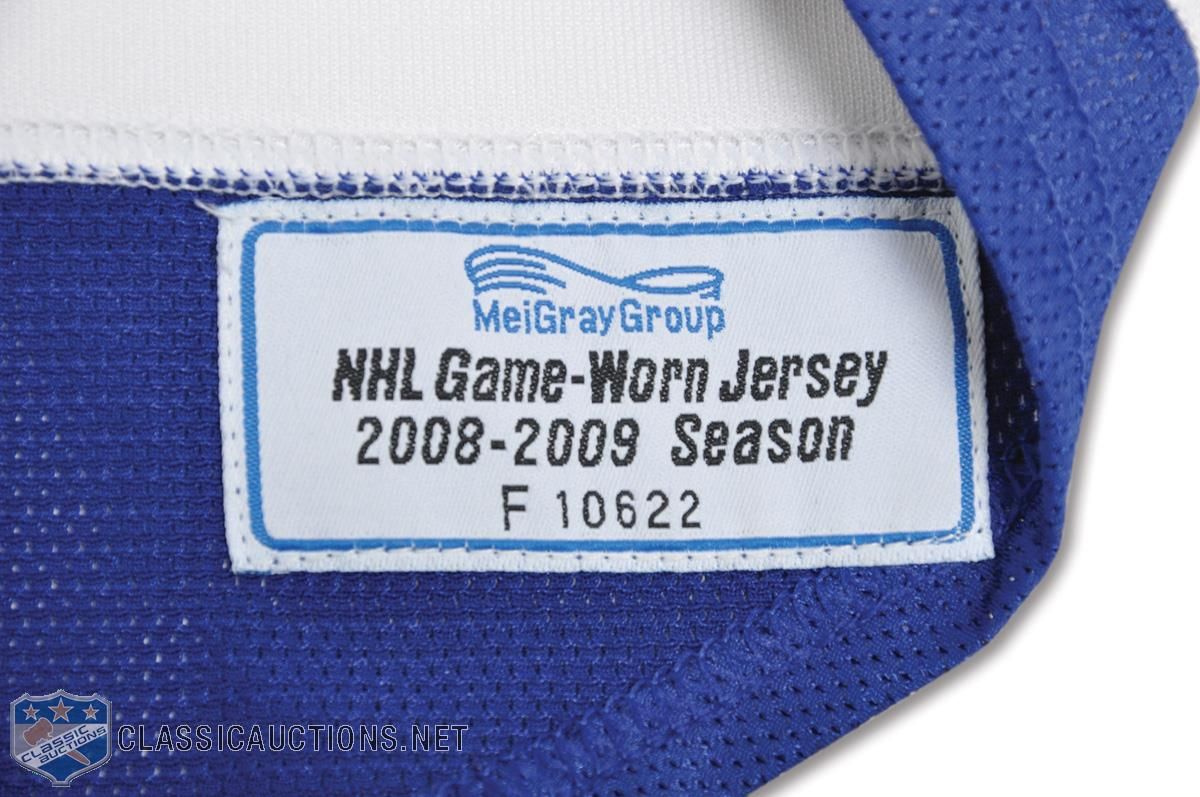 MeiGrayGroup
NHL Game-Worn Jersey
2008-2009 Season
F 10622
CLASSIC
AUCTIONS
CLASSICAUCTIONS.NET